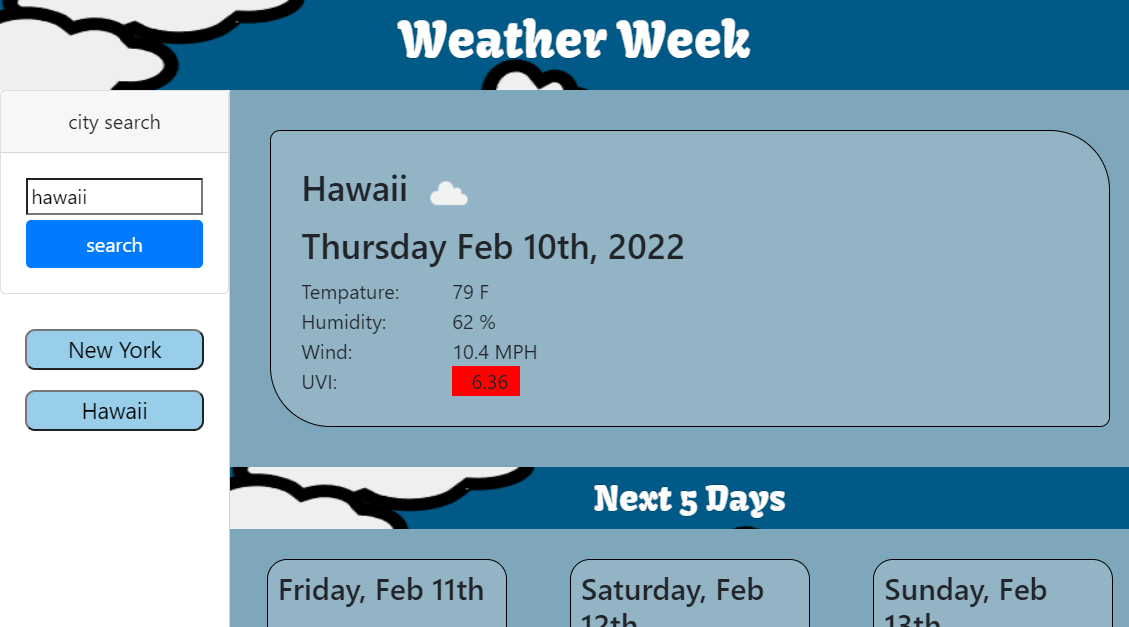 Weather Week
city search
hawaii
search
New York
Hawaii
Hawaii
Thursday Feb 10th, 2022
Tempature: 79 F
Humidity: 62 %
Wind: 10.4 MPH
UVI: 6.36
Next 5 Days
Friday, Feb 11th
Saturday, Feb
12th
Sunday, Feb
13th